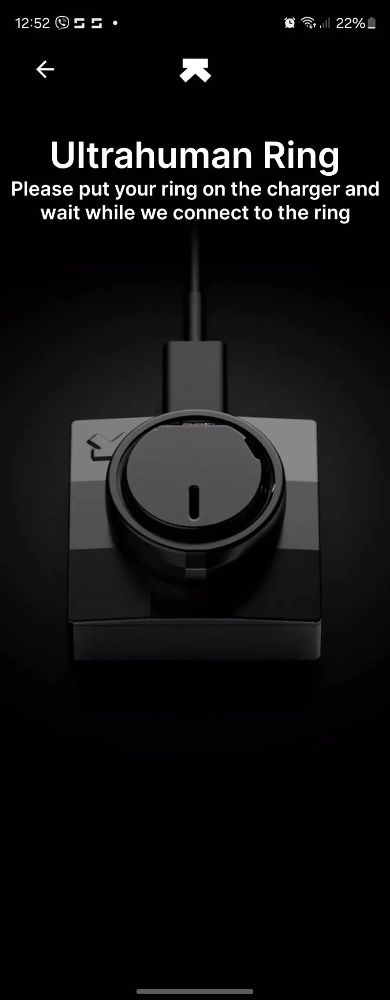 12:52
22%
Ultrahuman Ring
Please put your ring on the charger and
wait while we connect to the ring